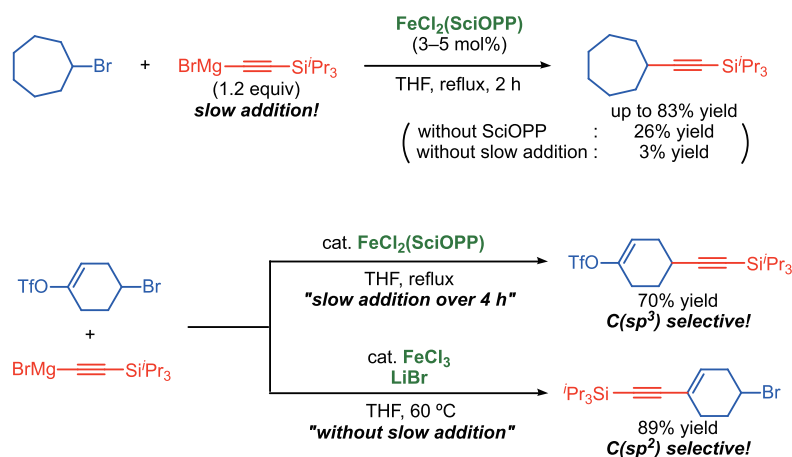 Br
+
BrMg
SiⁱPr₃
(1.2 equiv)
slow addition!
FeCl₂(SciOPP)
(3–5 mol%)
THF, reflux, 2 h
SiⁱPr₃
up to 83% yield
without SciOPP : 26% yield
without slow addition : 3% yield
TfO
Br
+
BrMg
SiⁱPr₃
cat. FeCl₂(SciOPP)
THF, reflux
"slow addition over 4 h"
TfO
SiⁱPr₃
70% yield
C(sp³) selective!
cat. FeCl₃
LiBr
THF, 60 ºC
"without slow addition"
ⁱPr₃Si
Br
89% yield
C(sp²) selective!